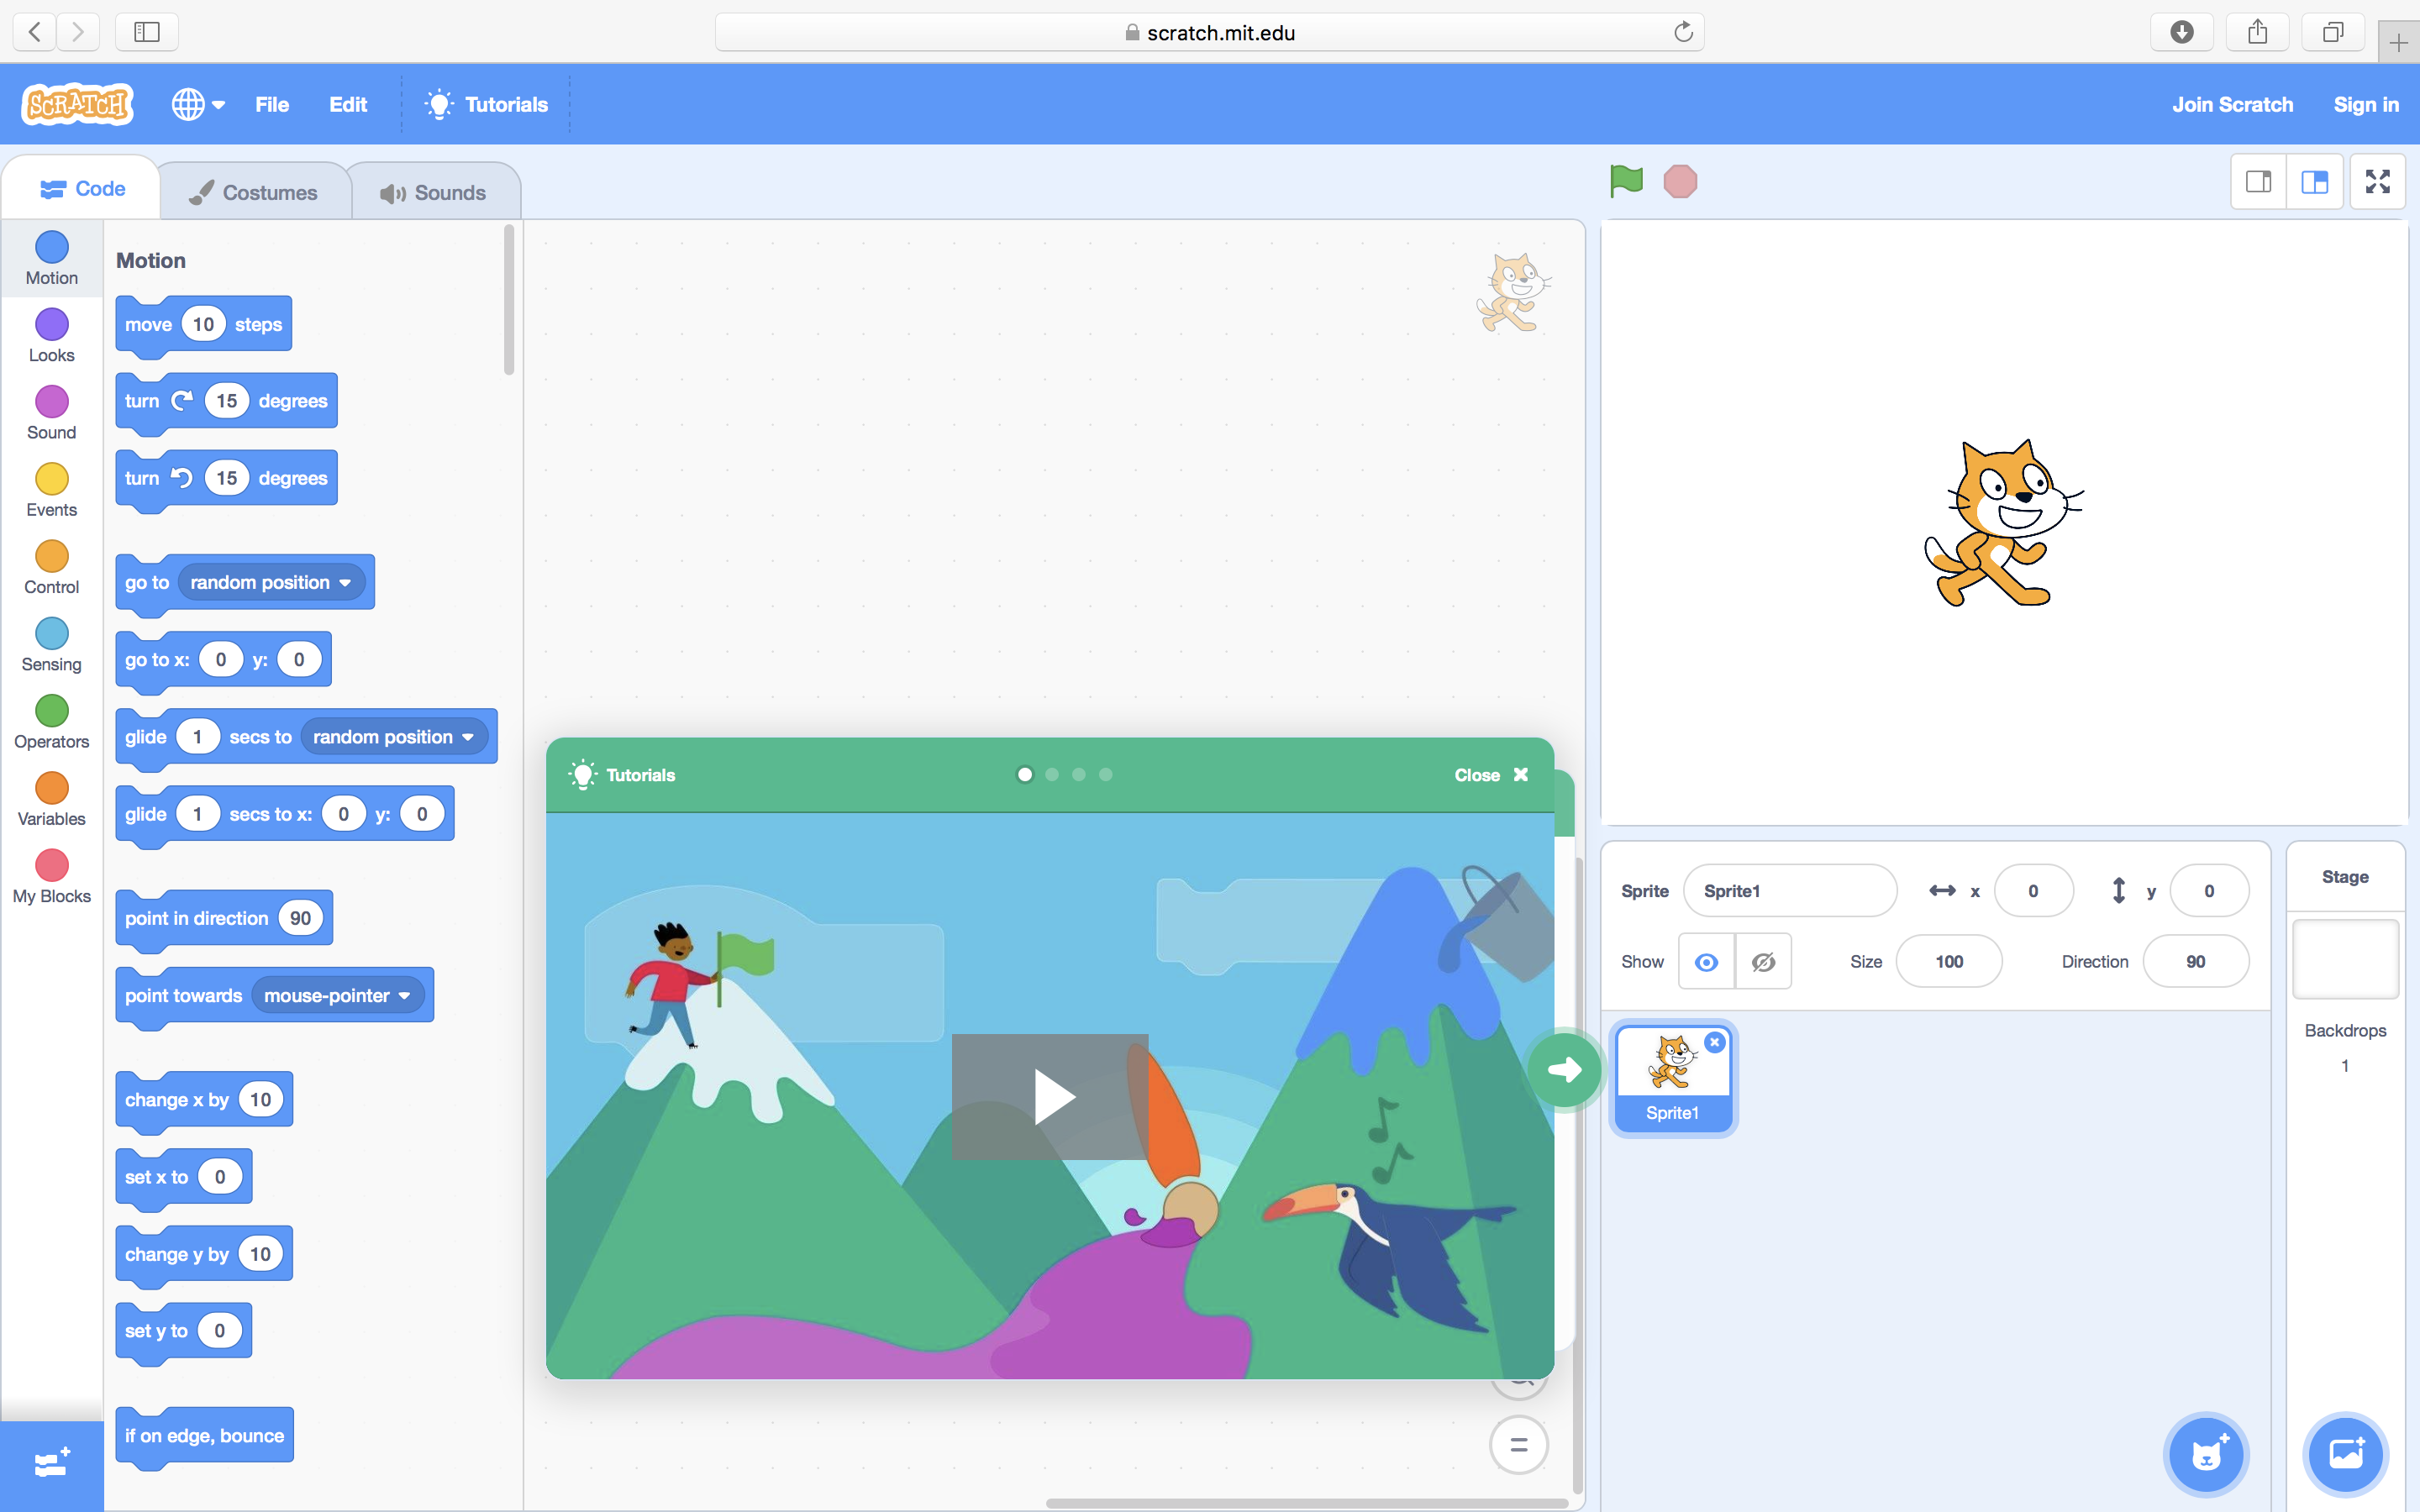 scratch.mit.edu
SCRATCH
File
Edit
Tutorials
Join Scratch
Sign in
Code
Costumes
Sounds
Motion
Looks
Sound
Events
Control
Sensing
Operators
Variables
My Blocks
Motion
move 10 steps
turn 15 degrees
turn 15 degrees
go to random position
go to x: 0 y: 0
glide 1 secs to random position
glide 1 secs to x: 0 y: 0
point in direction 90
point towards mouse-pointer
change x by 10
set x to 0
change y by 10
set y to 0
if on edge, bounce
Tutorials
Close
Sprite Sprite1 x 0 y 0
Show Size 100 Direction 90
Sprite1
Stage
Backdrops
1